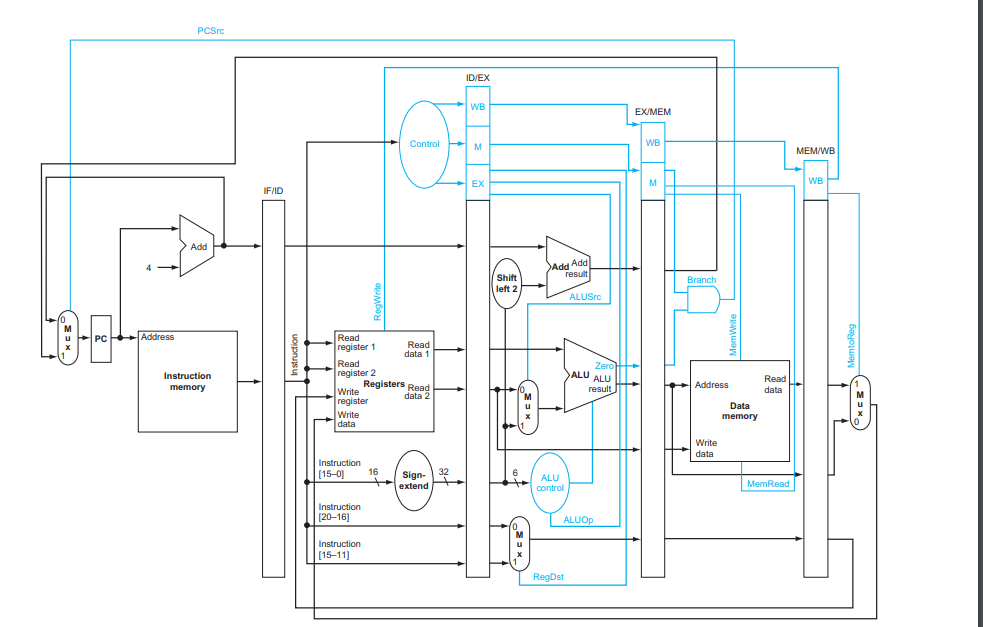 PCSrc
ID/EX
WB
EX/MEM
Control
M
WB
MEM/WB
EX
M
WB
IF/ID
Add
4
Add
Add
result
Shift
left 2
ALUSrc
Branch
RegWrite
MemWrite
MemtoReg
0
M
u
x
1
PC
Address
Instruction
memory
Instruction
Read
register 1
Read
register 2
Write
register
Write
data
Registers
Read
data 1
Read
data 2
Zero
ALU
ALU
result
0
M
u
x
1
Address
Read
data
Data
memory
Write
data
1
M
u
x
0
Instruction
[15–0]
16
Sign-
extend
32
6
ALU
control
MemRead
Instruction
[20–16]
ALUOp
0
M
u
x
1
Instruction
[15–11]
RegDst